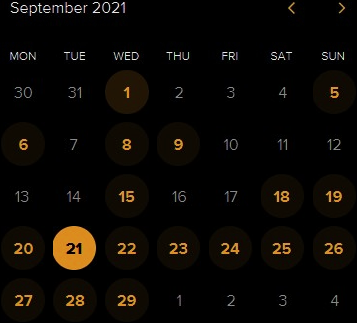 September 2021
MON TUE WED THU FRI SAT SUN
30 31 1 2 3 4 5
6 7 8 9 10 11 12
13 14 15 16 17 18 19
20 21 22 23 24 25 26
27 28 29 1 2 3 4